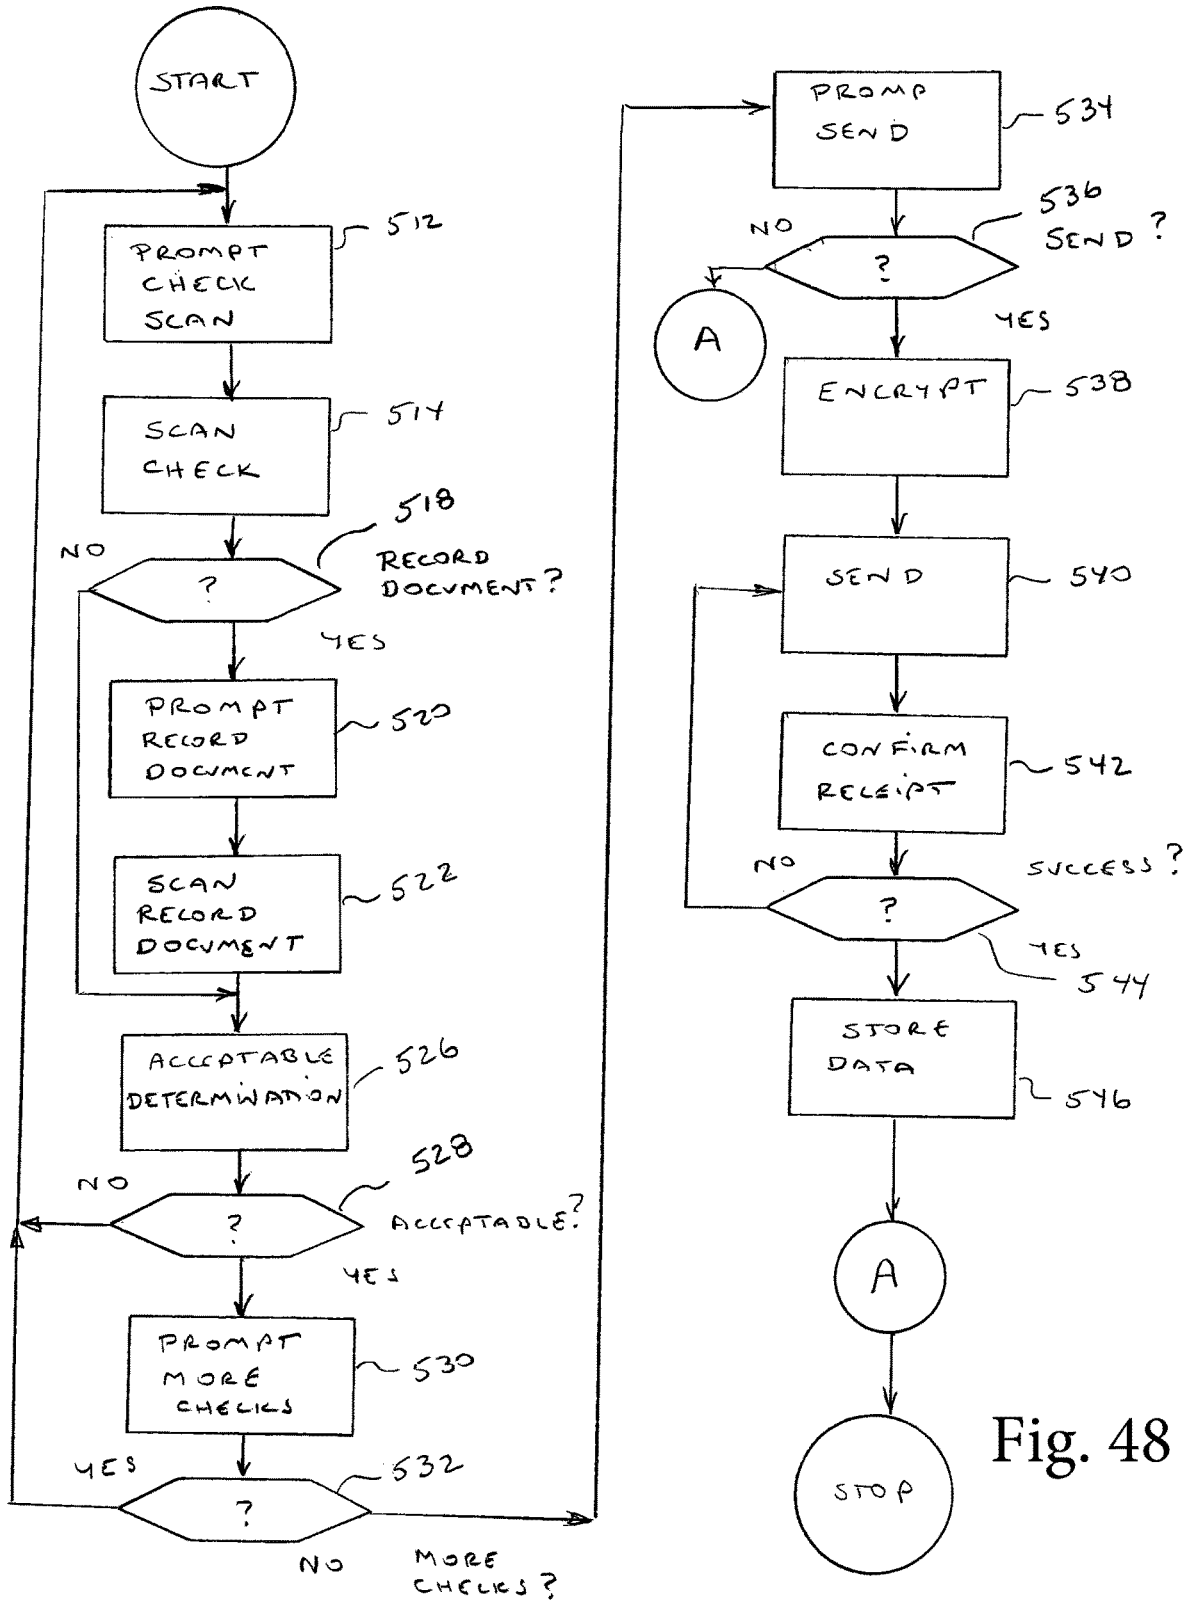 START
512
PROMPT
CHECK
SCAN
514
SCAN
CHECK
518
NO
RECORD
DOCUMENT?
?
YES
PROMPT
RECORD
DOCUMENT
520
SCAN
RECORD
DOCUMENT
522
ACCEPTABLE
DETERMINATION
526
528
NO
?
ACCEPTABLE?
YES
PROMPT
MORE
CHECKS
530
YES
532
?
NO
MORE
CHECKS?
PROMP
SEND
534
536
NO
SEND?
?
A
YES
ENCRYPT
538
SEND
540
CONFIRM
RECEIPT
542
NO
SUCCESS?
?
YES
544
STORE
DATA
546
A
STOP
Fig. 48